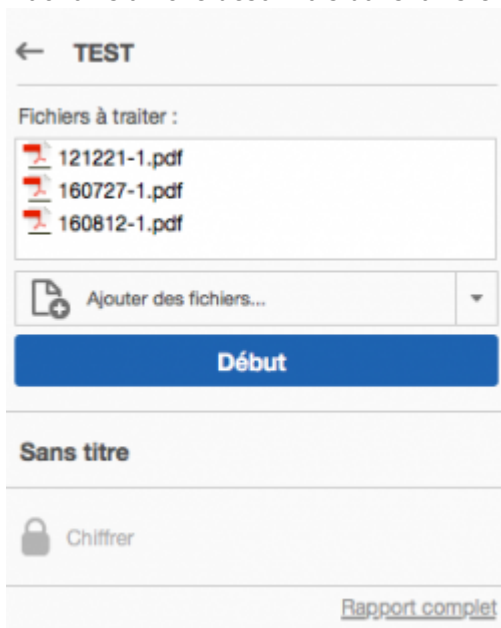 TEST
Fichiers à traiter :
121221-1.pdf
160727-1.pdf
160812-1.pdf
Ajouter des fichiers...
Début
Sans titre
Chiffrer
Rapport complet